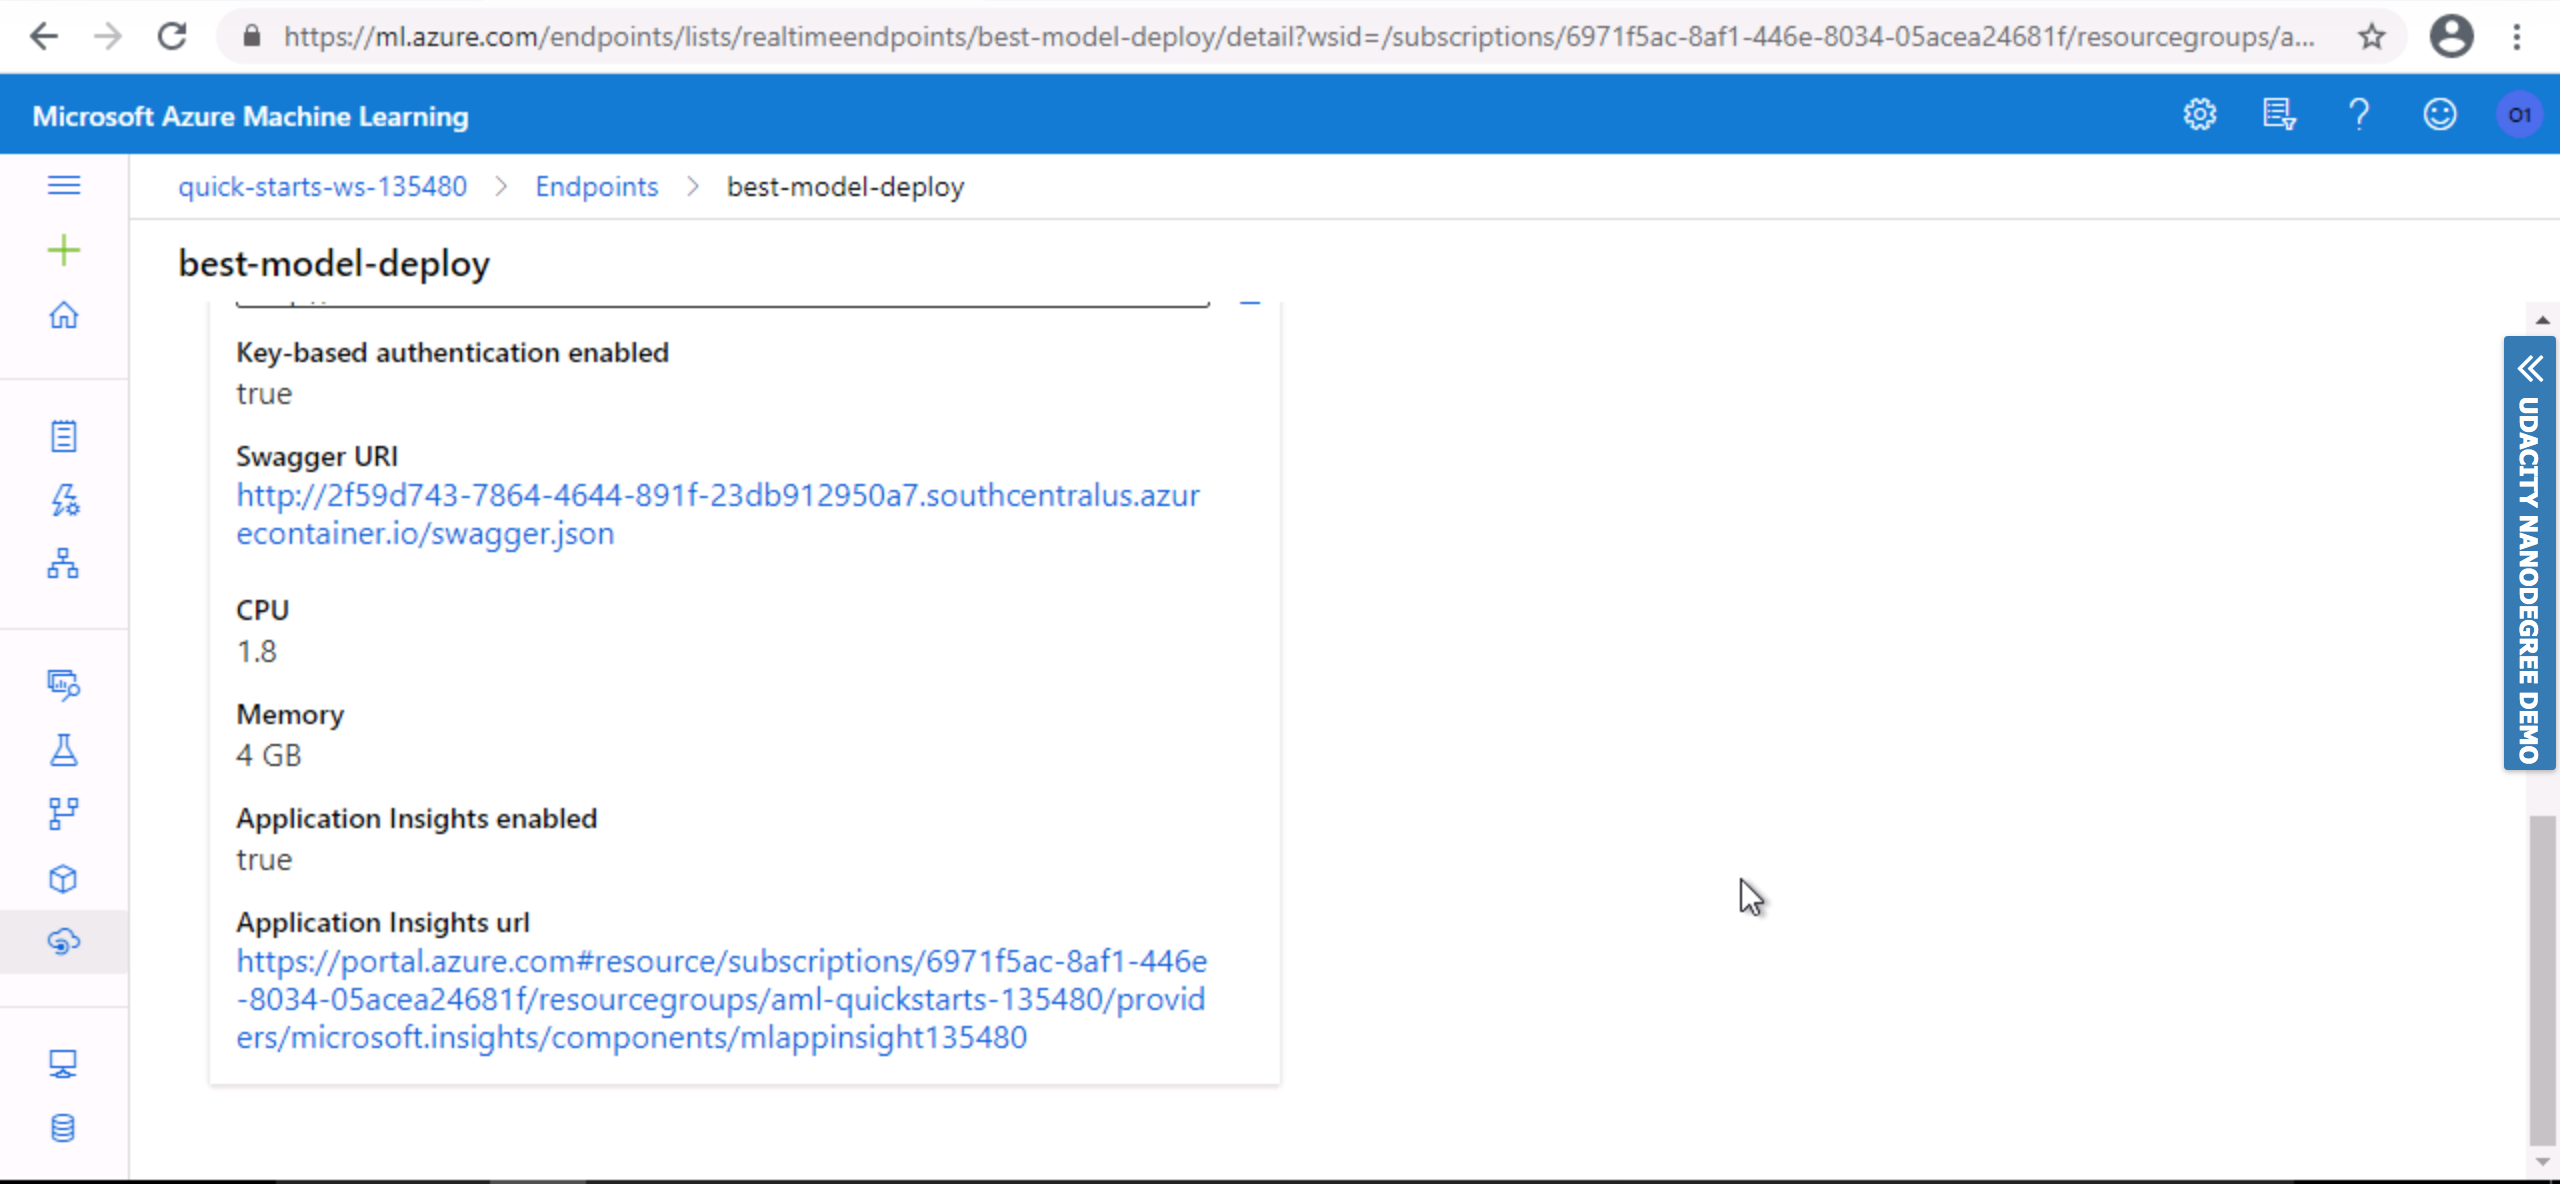 https://ml.azure.com/endpoints/lists/realtimeendpoints/best-model-deploy/detail?wsid=/subscriptions/6971f5ac-8af1-446e-8034-05acea24681f/resourcegroups/a...
Microsoft Azure Machine Learning
?
01
quick-starts-ws-135480 > Endpoints > best-model-deploy
best-model-deploy
Key-based authentication enabled
true
Swagger URI
http://2f59d743-7864-4644-891f-23db912950a7.southcentralus.azur
econtainer.io/swagger.json
CPU
1.8
Memory
4 GB
Application Insights enabled
true
Application Insights url
https://portal.azure.com#resource/subscriptions/6971f5ac-8af1-446e
-8034-05acea24681f/resourcegroups/aml-quickstarts-135480/provid
ers/microsoft.insights/components/mlappinsight135480
UDACITY NANODEGREE DEMO